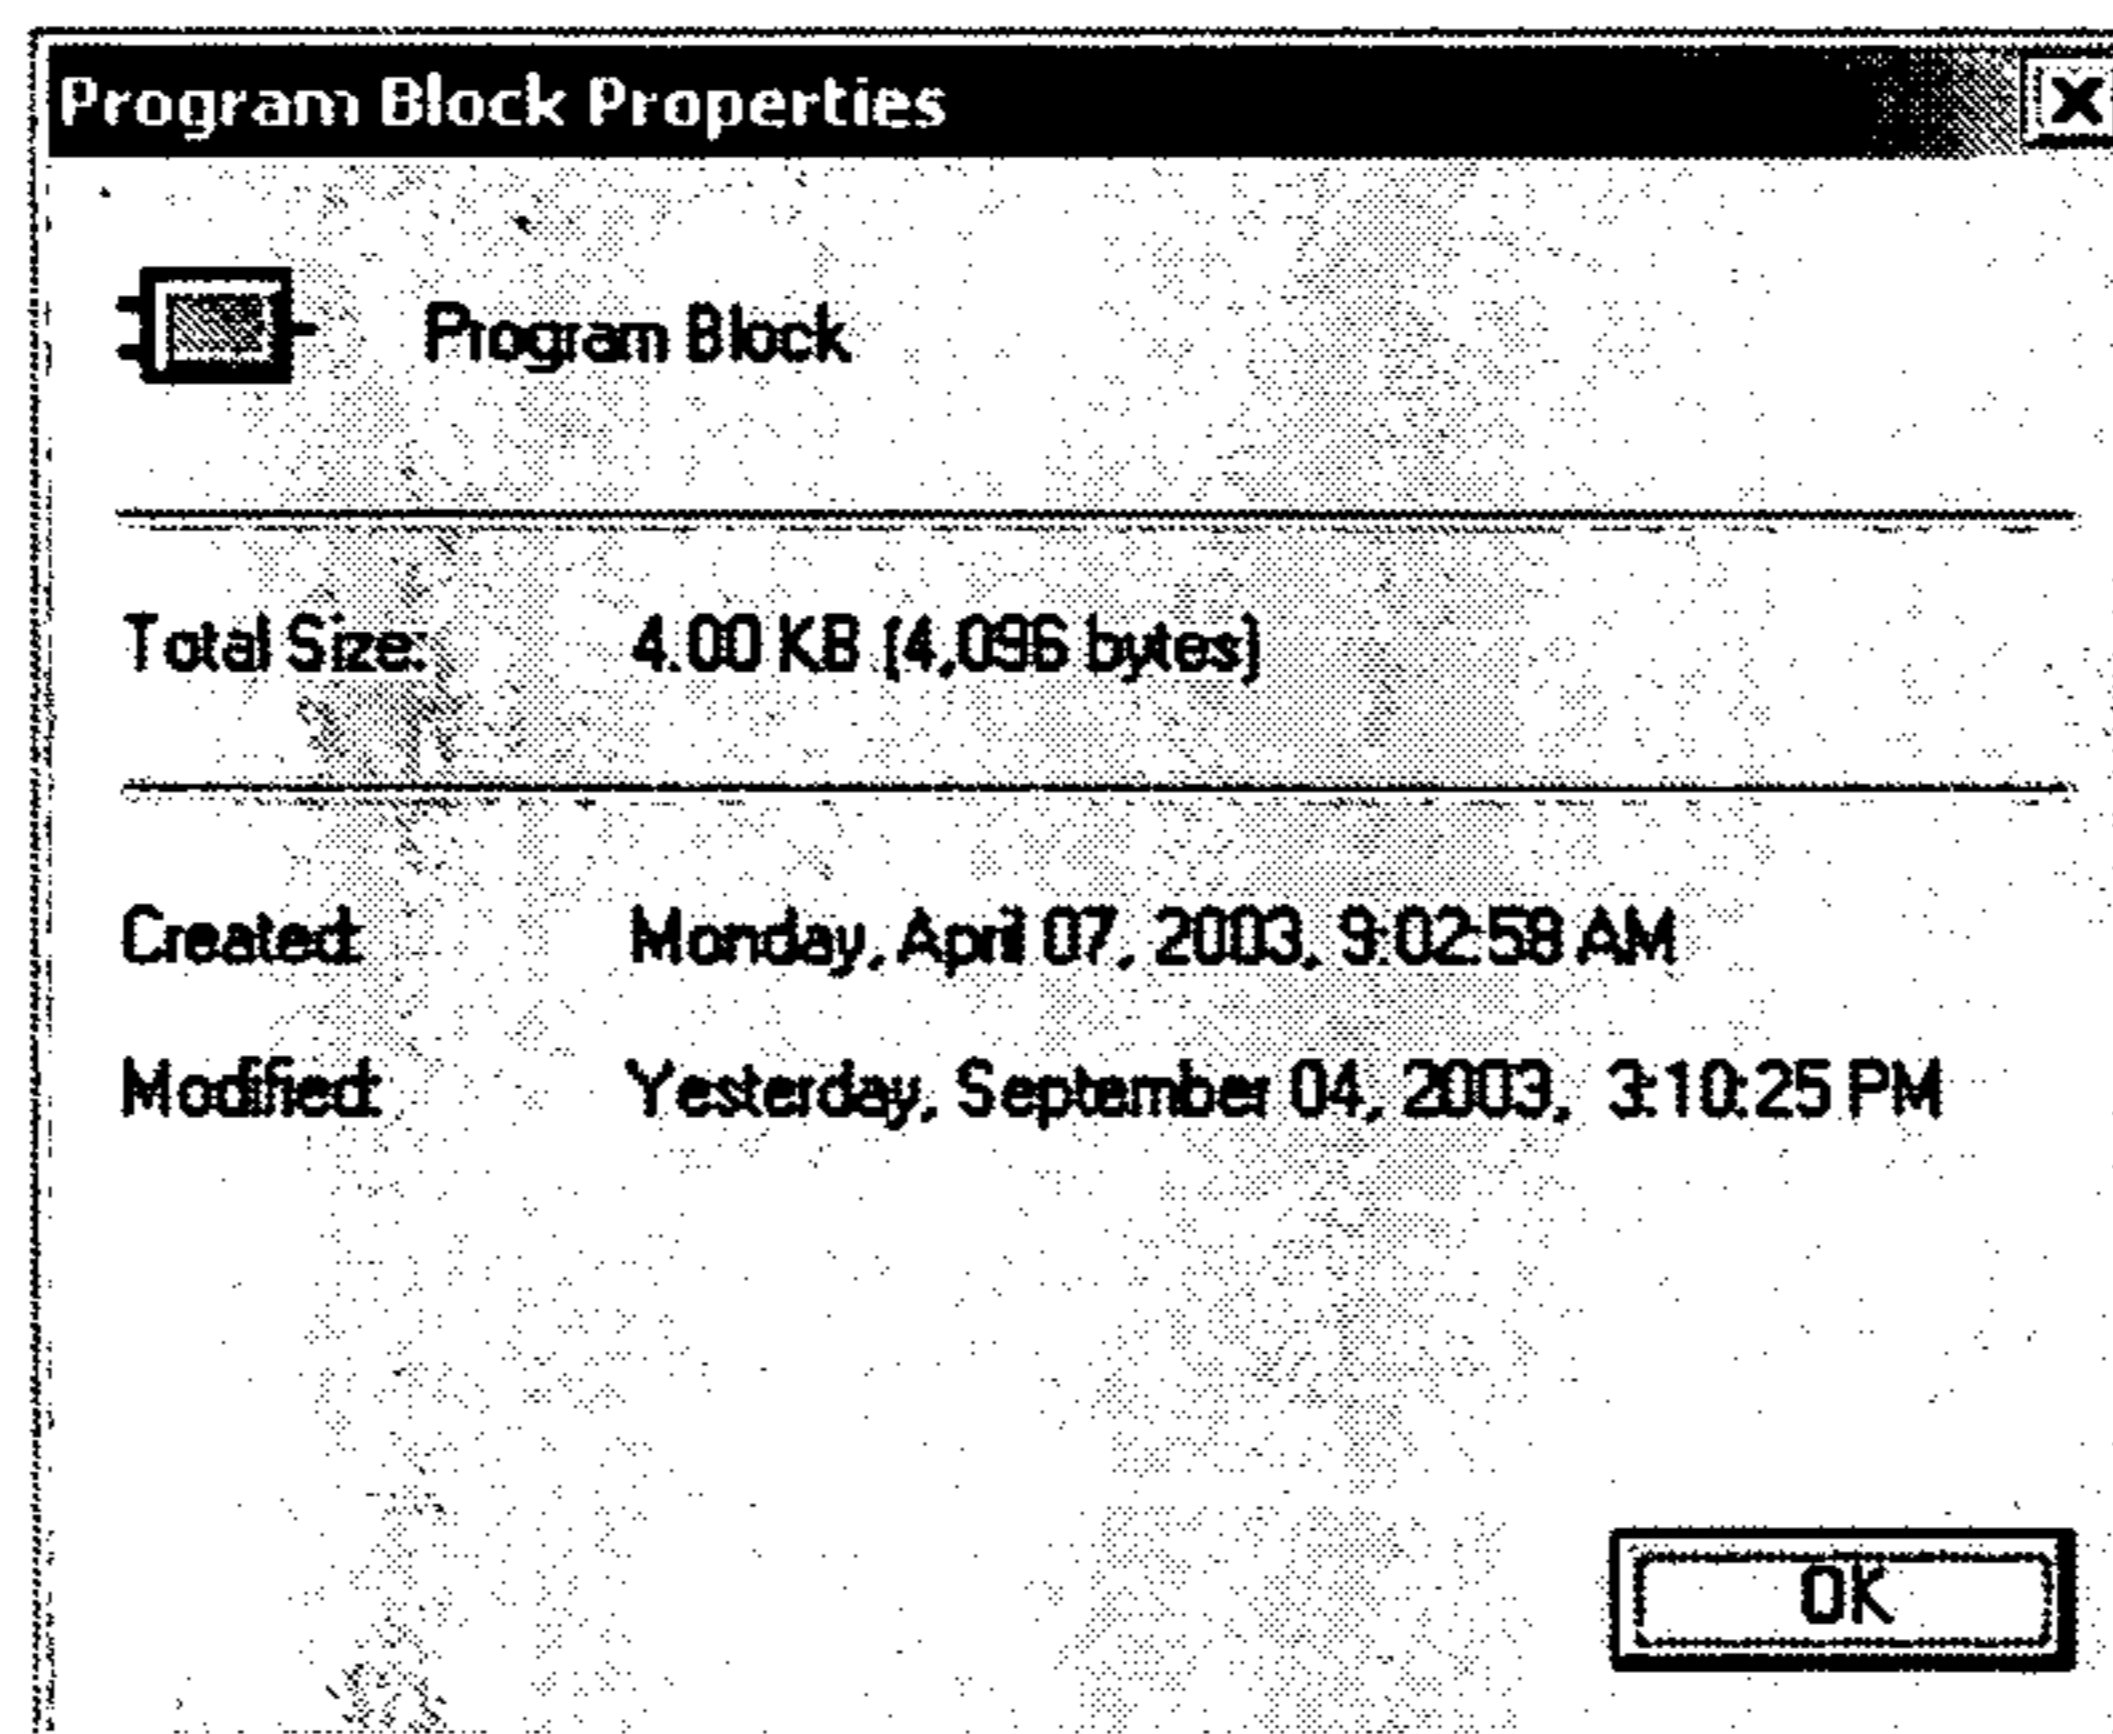 Program Block Properties
Program Block
Total Size: 4.00 KB (4,096 bytes)
Created: Monday, April 07, 2003, 9:02:58 AM
Modified: Yesterday, September 04, 2003, 3:10:25 PM
OK